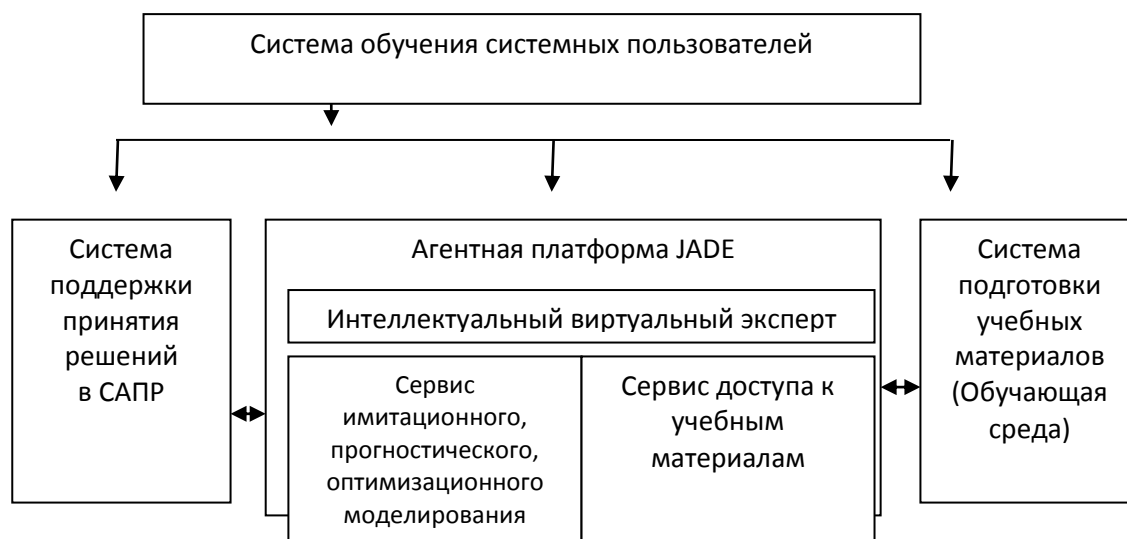 Система обучения системных пользователей
Система
поддержки
принятия
решений
в САПР
Агентная платформа JADE
Интеллектуальный виртуальный эксперт
Сервис
имитационного,
прогностического,
оптимизационного
моделирования
Сервис доступа к
учебным
материалам
Система
подготовки
учебных
материалов
(Обучающая
среда)